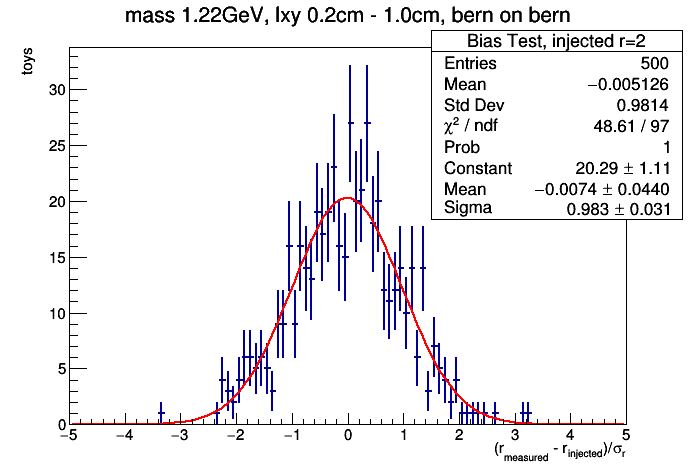 mass 1.22GeV, lxy 0.2cm - 1.0cm, bern on bern
Bias Test, injected r=2
Entries 500
Mean −0.005126
Std Dev 0.9814
χ² / ndf 48.61 / 97
Prob 1
Constant 20.29 ± 1.11
Mean −0.0074 ± 0.0440
Sigma 0.983 ± 0.031
toys
30
25
20
15
10
5
0
−5 −4 −3 −2 −1 0 1 2 3 4 5
(r_measured - r_injected)/σ_r